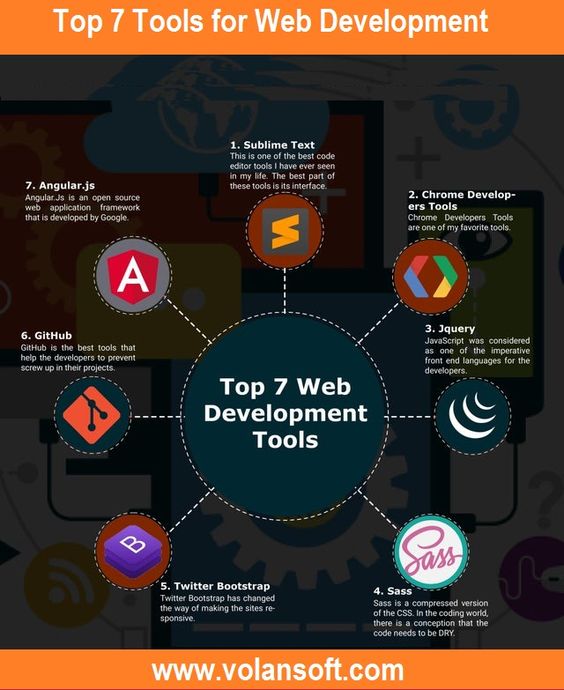 Top 7 Tools for Web Development
1. Sublime Text
This is one of the best code
editor tools I have ever seen
in my life. The best part of
these tools is its interface.
2. Chrome Develop-
ers Tools
Chrome Developers Tools
are one of my favorite tools.
3. Jquery
JavaScript was considered
as one of the imperative
front end languages for the
developers.
4. Sass
Sass is a compressed version
of the CSS. In the coding world,
there is a conception that the
code needs to be DRY.
5. Twitter Bootstrap
Twitter Bootstrap has changed
the way of making the sites re-
sponsive.
6. GitHub
GitHub is the best tools that
help the developers to prevent
screw up in their projects.
7. Angular.js
Angular.Js is an open source
web application framework
that is developed by Google.
Top 7 Web
Development
Tools
A
B
Sass
www.volansoft.com